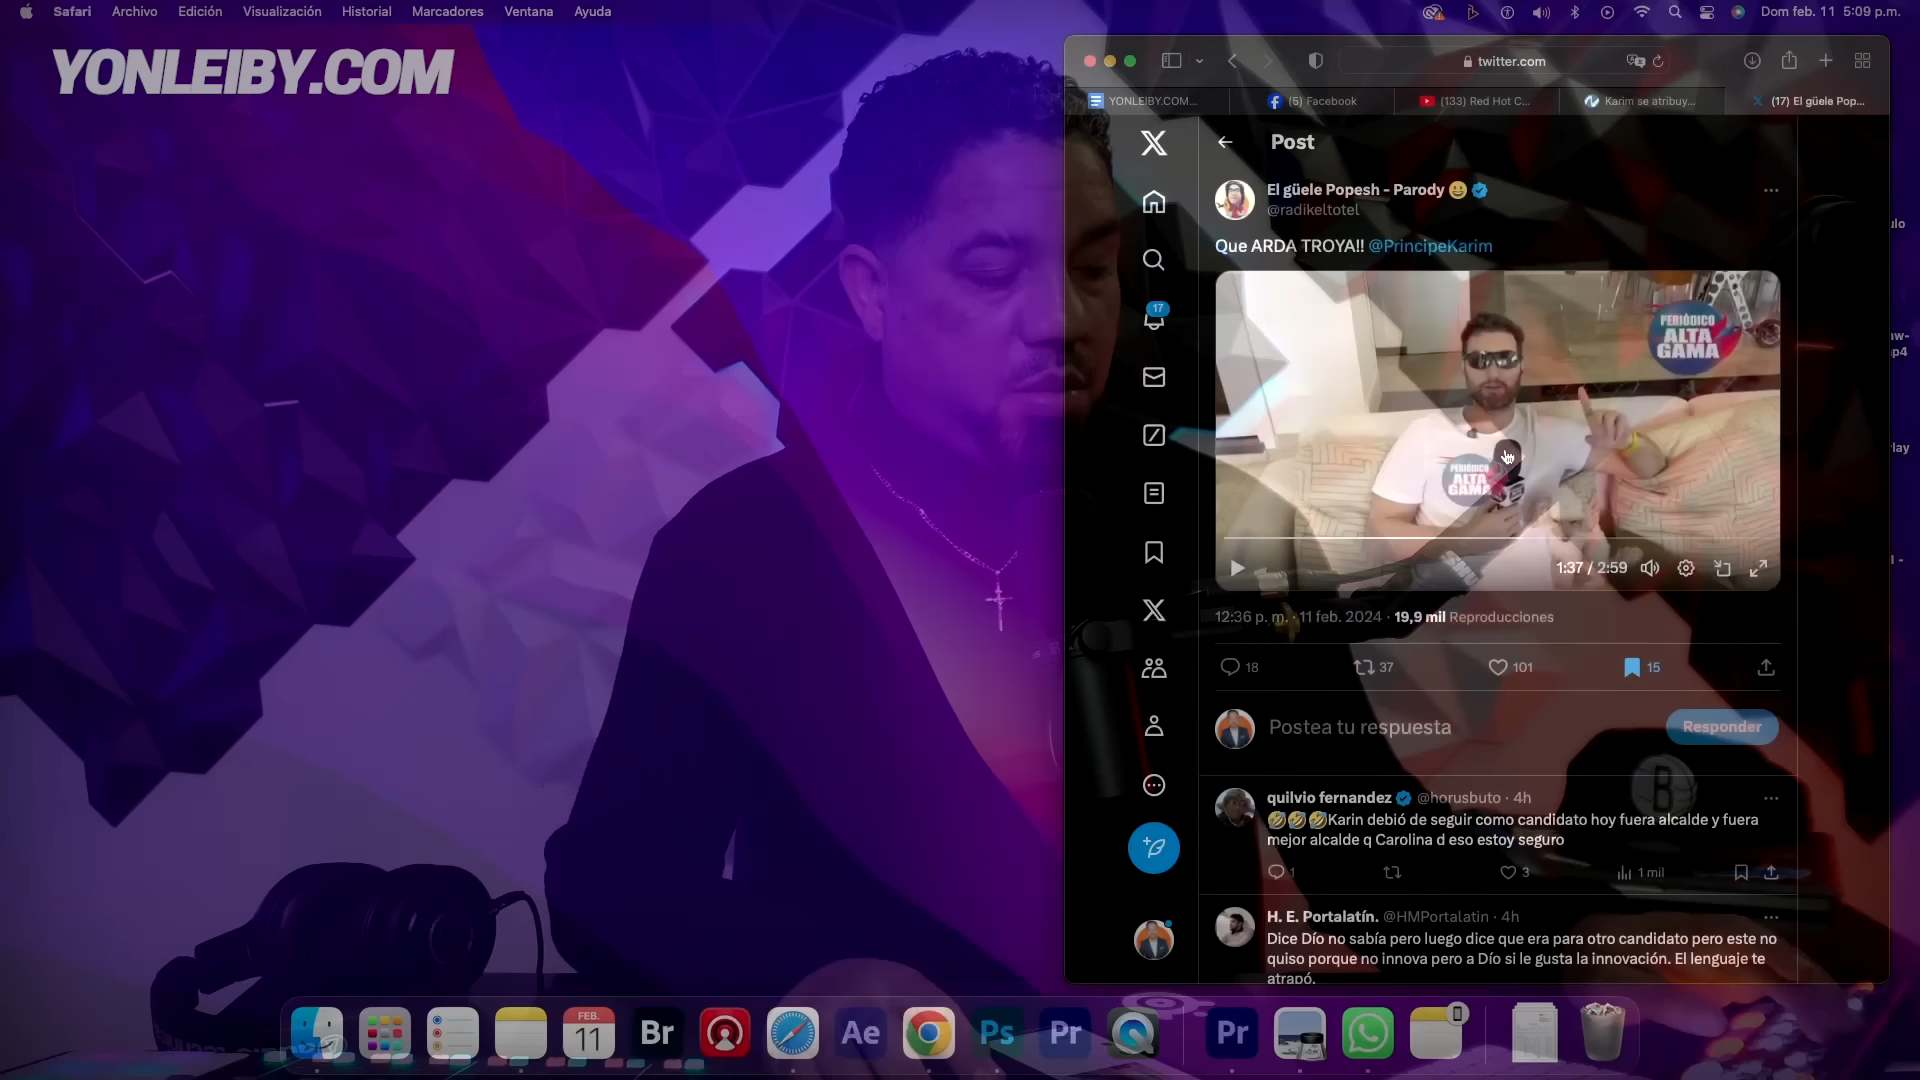 Safari Archivo Edición Visualización Historial Marcadores Ventana Ayuda
Dom feb. 11 5:09 p.m.
YONLEIBY.COM
twitter.com
YONLEIBY.COM...
(5) Facebook
(133) Red Hot C...
Karim se atribuy...
(17) El güele Pop...
Post
El güele Popesh - Parody
@radikeltotel
Que ARDA TROYA!! @PrincipeKarim
17
PERIÓDICO
ALTA
GAMA
PERIÓDICO
ALTA
GAMA
1:37 / 2:59
12:36 p. m. · 11 feb. 2024 · 19,9 mil Reproducciones
18 37 101 15
Postea tu respuesta
Responder
quilvio fernandez @horusbuto · 4h
🤣🤣🤣Karin debió de seguir como candidato hoy fuera alcalde y fuera
mejor alcalde q Carolina d eso estoy seguro
1 3 1 mil
H. E. Portalatín. @HMPortalatin · 4h
Dice Dío no sabía pero luego dice que era para otro candidato pero este no
quiso porque no innova pero a Dío si le gusta la innovación. El lenguaje te
atrapó.
FEB.
11
Br
Ae
Ps
Pr
Pr